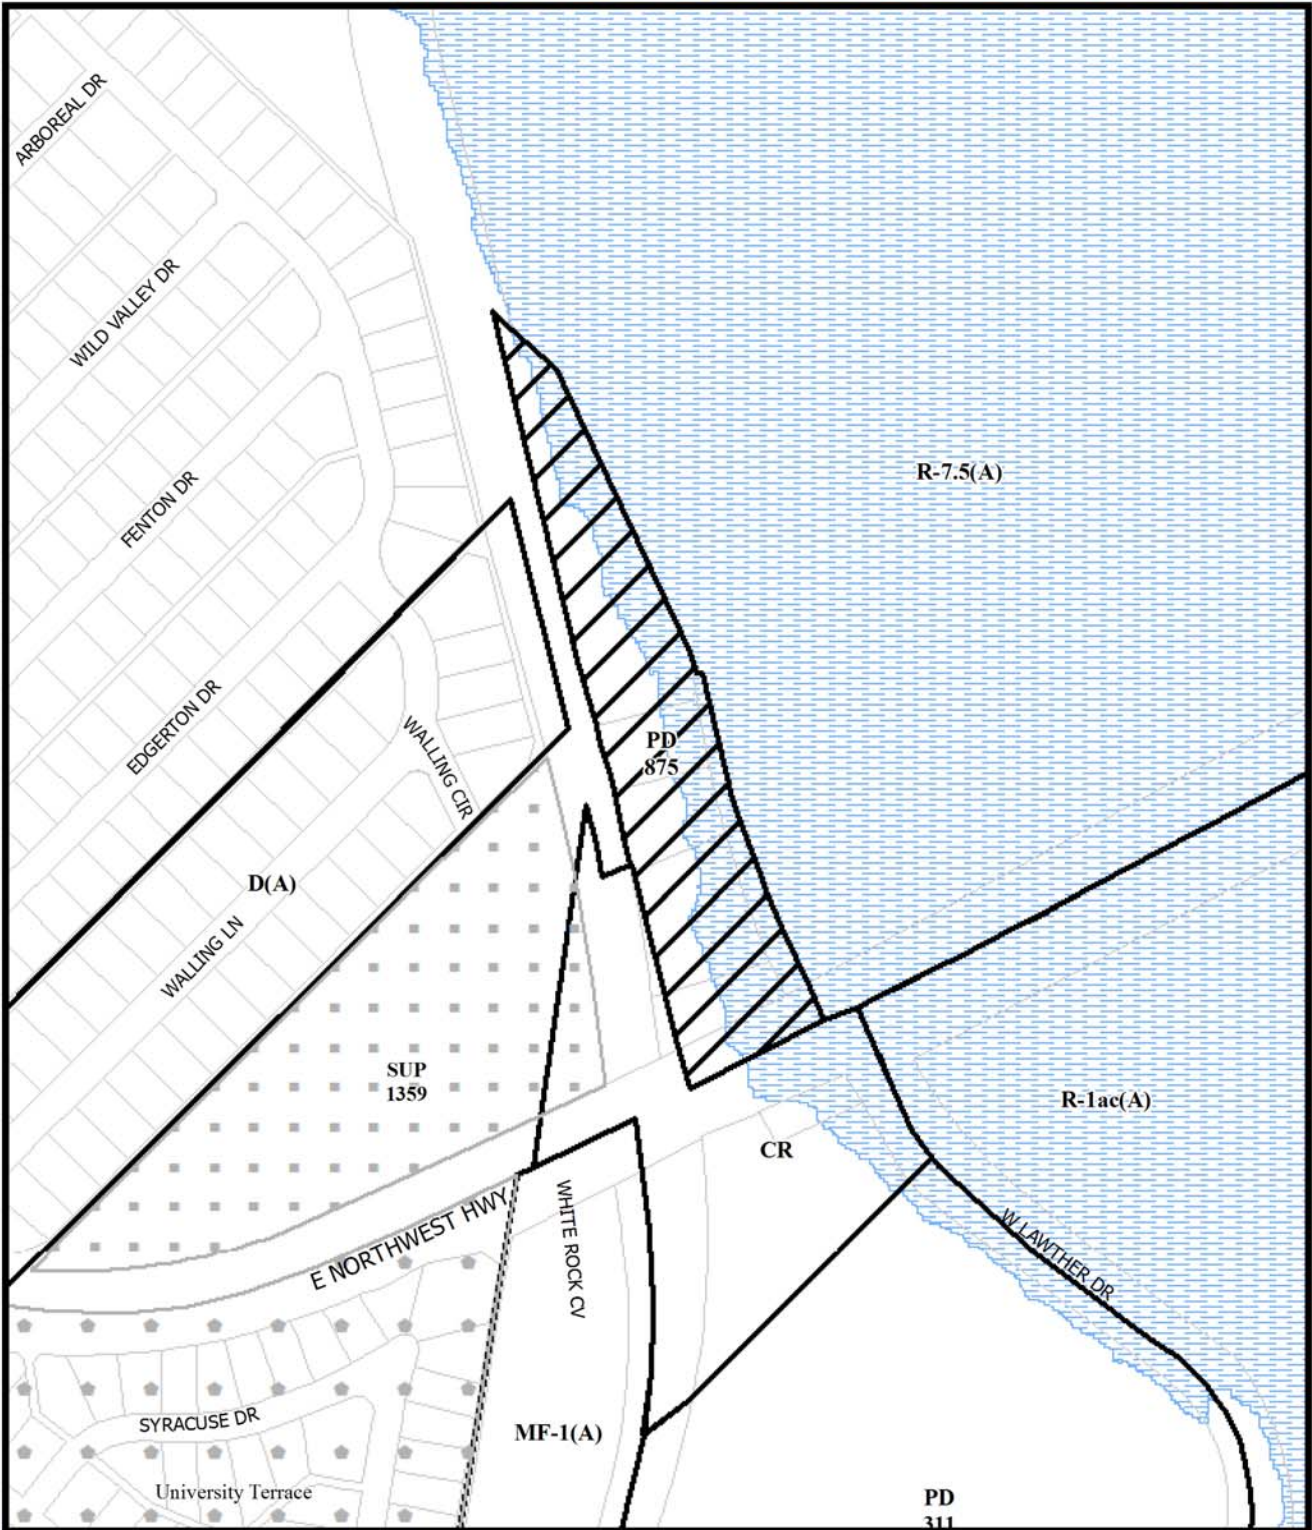 ARBOREAL DR
WILD VALLEY DR
R-7.5(A)
FENTON DR
EDGERTON DR
WALLING CIR
PD
875
D(A)
WALLING LN
SUP
1359
R-1ac(A)
CR
E NORTHWEST HWY
WHITE ROCK CV
W LAWTHER DR
SYRACUSE DR
MF-1(A)
University Terrace
PD
311